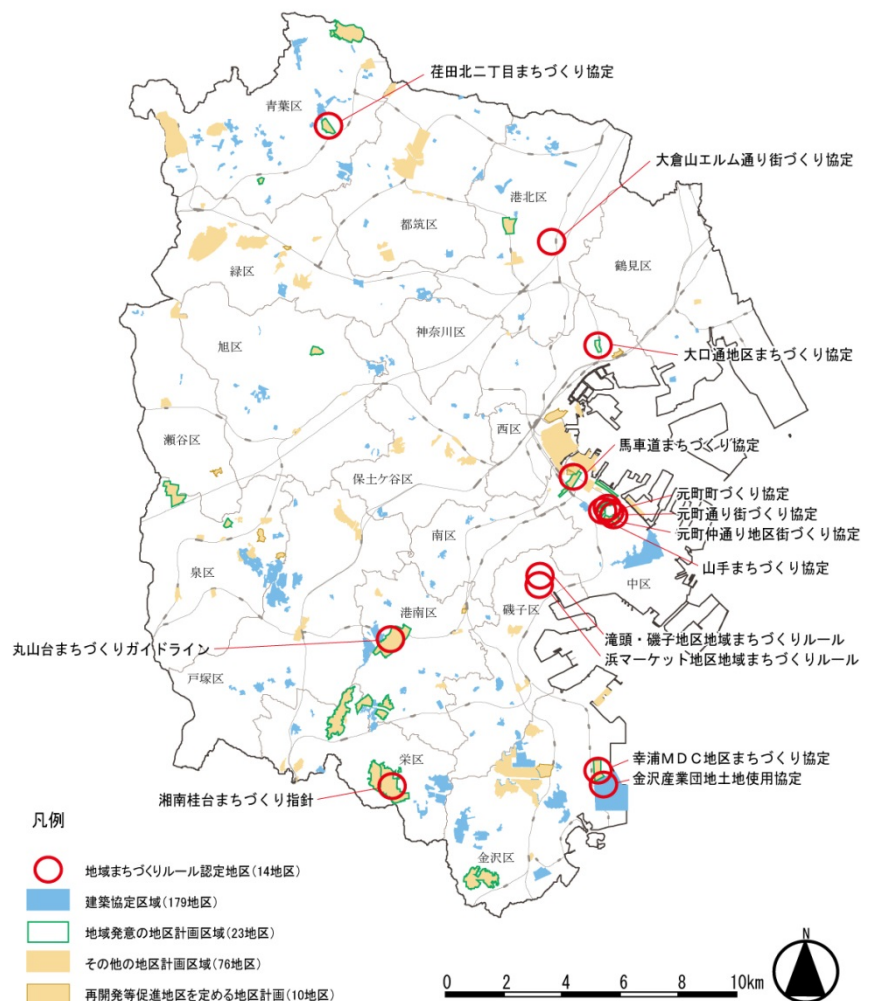 荏田北二丁目まちづくり協定
青葉区
大倉山エルム通り街づくり協定
港北区
都筑区
鶴見区
緑区
神奈川区
旭区
大口通地区まちづくり協定
西区
瀬谷区
馬車道まちづくり協定
保土ケ谷区
元町町づくり協定
元町通り街づくり協定
南区
元町仲通り地区街づくり協定
山手まちづくり協定
泉区
中区
港南区
磯子区
丸山台まちづくりガイドライン
滝頭・磯子地区地域まちづくりルール
浜マーケット地区地域まちづくりルール
戸塚区
栄区
幸浦MDC地区まちづくり協定
金沢産業団地土地使用協定
湘南桂台まちづくり指針
金沢区
凡例
地域まちづくりルール認定地区(14地区)
建築協定区域(179地区)
地域発意の地区計画区域(23地区)
その他の地区計画区域(76地区)
再開発等促進地区を定める地区計画(10地区)
0 2 4 6 8 10km
N